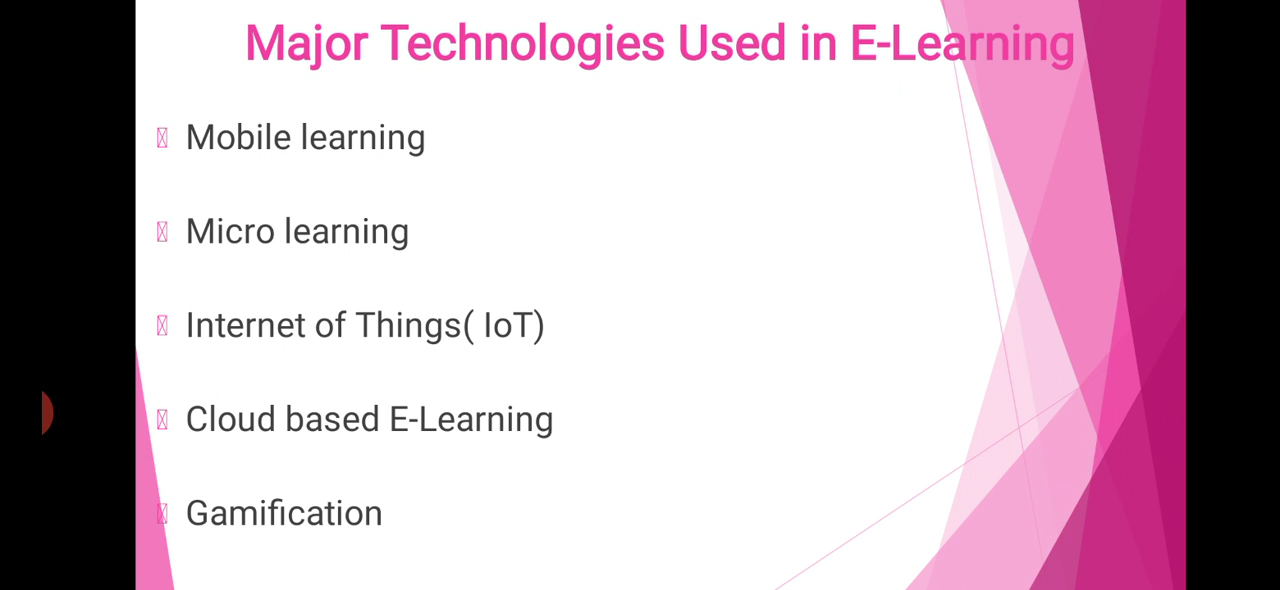 Major Technologies Used in E-Learning
Mobile learning
Micro learning
Internet of Things( IoT)
Cloud based E-Learning
Gamification